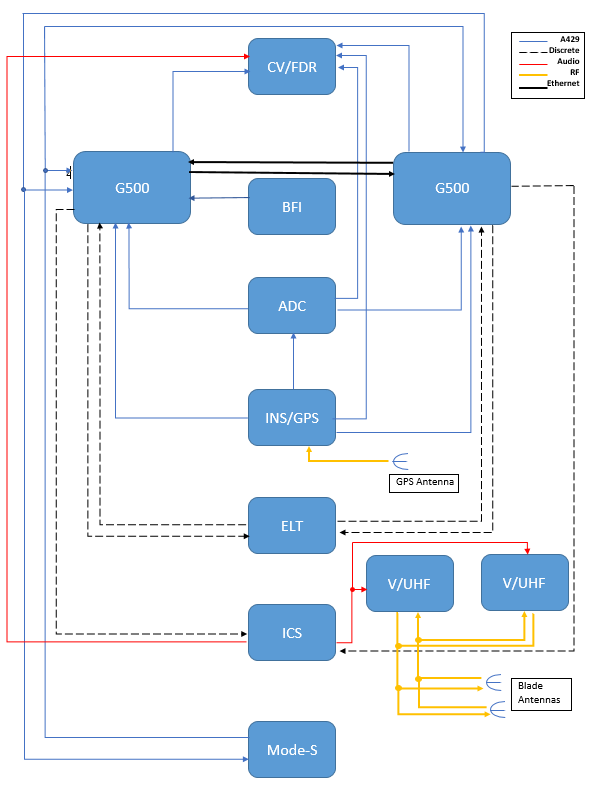 A429
Discrete
Audio
RF
Ethernet
CV/FDR
G500
G500
BFI
ADC
INS/GPS
GPS Antenna
ELT
V/UHF
V/UHF
ICS
Blade
Antennas
Mode-S